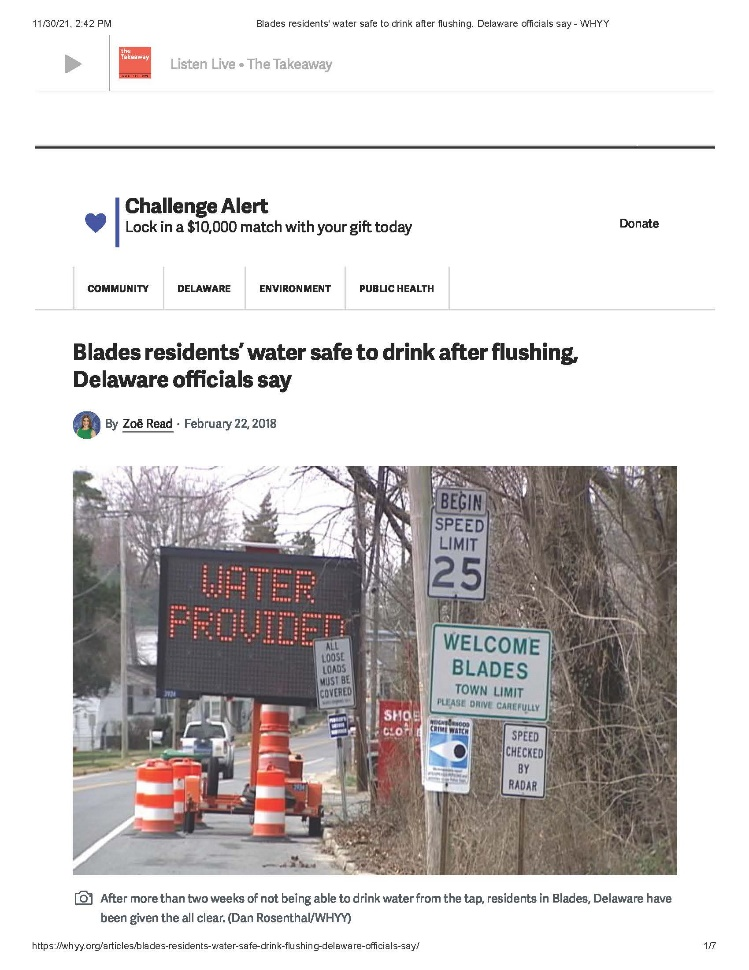 11/30/21, 2:42 PM Blades residents' water safe to drink after flushing, Delaware officials say - WHYY
the
Takeaway
Listen Live • The Takeaway
Challenge Alert
Lock in a $10,000 match with your gift today
Donate
COMMUNITY DELAWARE ENVIRONMENT PUBLIC HEALTH
Blades residents' water safe to drink after flushing,
Delaware officials say
By Zoë Read · February 22, 2018
BEGIN
SPEED
LIMIT
25
WATER
PROVIDED
ALL
LOOSE
LOADS
MUST BE
COVERED
WELCOME
BLADES
TOWN LIMIT
PLEASE DRIVE CAREFULLY
NEIGHBORHOOD
CRIME WATCH
SPEED
CHECKED
BY
RADAR
After more than two weeks of not being able to drink water from the tap, residents in Blades, Delaware have
been given the all clear. (Dan Rosenthal/WHYY)
https://whyy.org/articles/blades-residents-water-safe-drink-flushing-delaware-officials-say/ 1/7